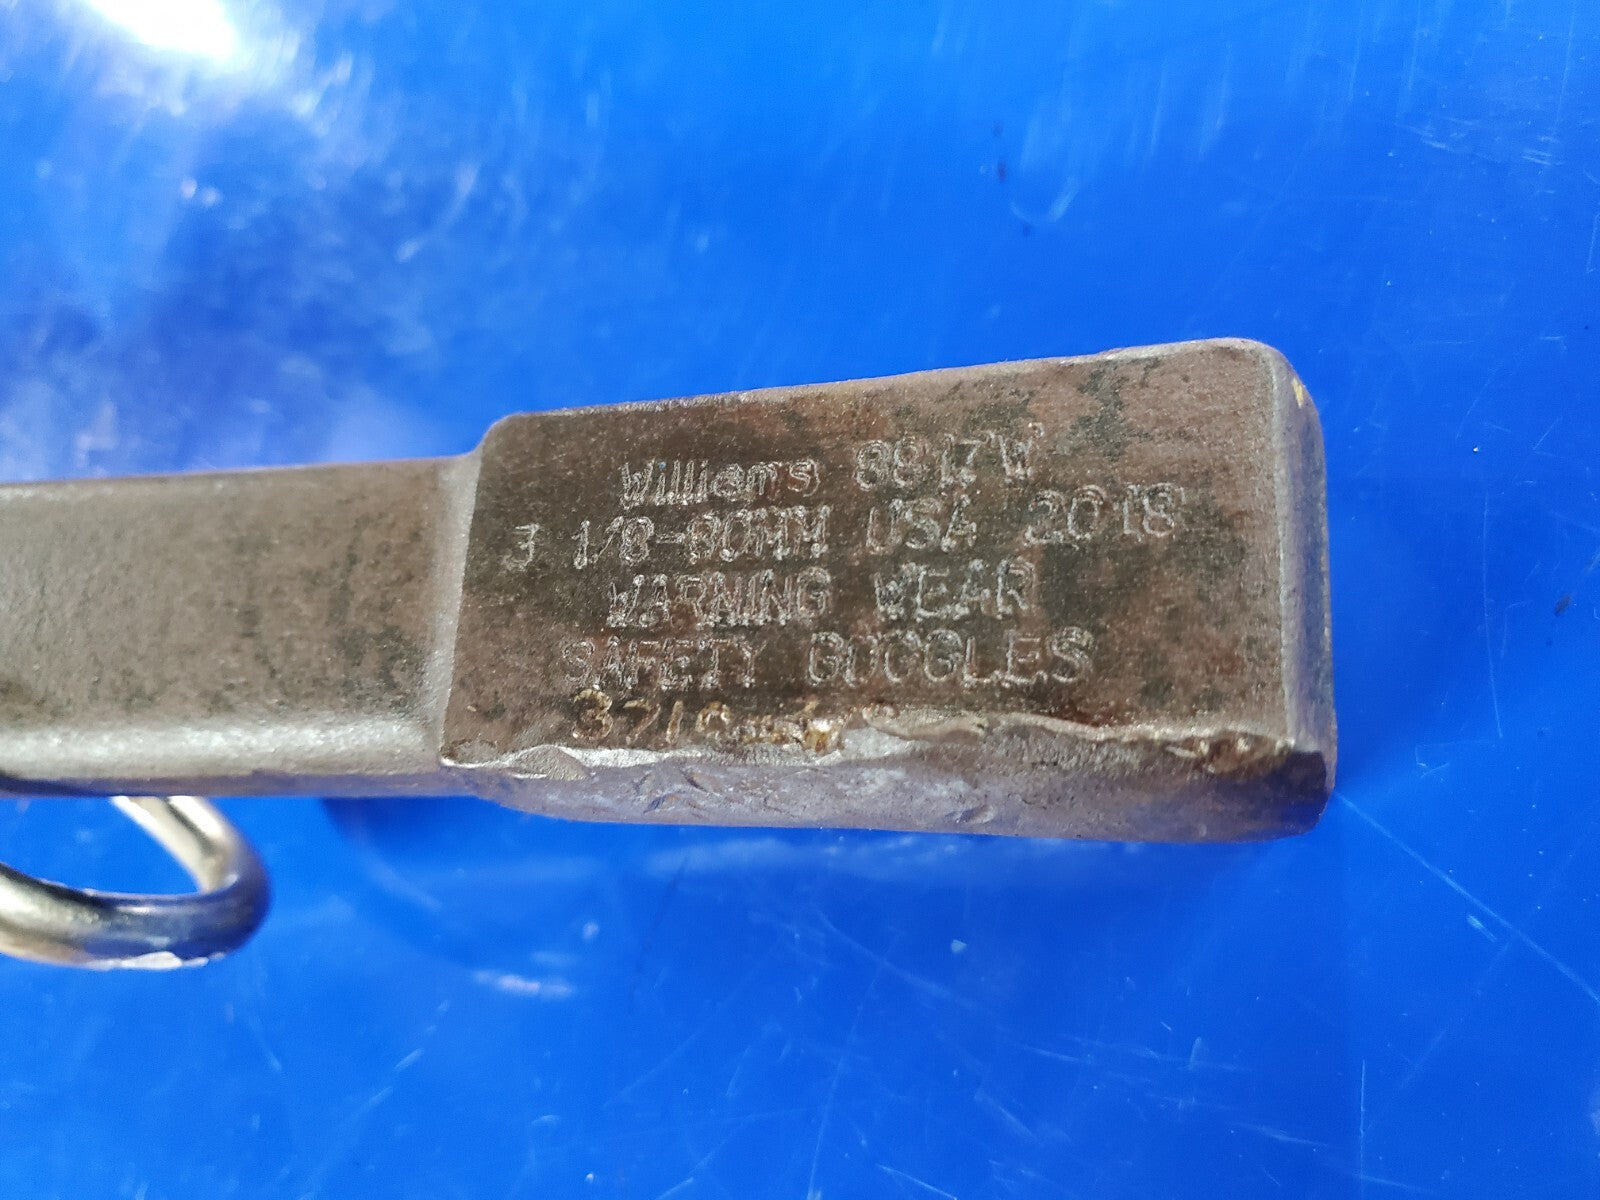 Williams 8817W
3 1/8-80MM USA 2018
WARNING WEAR
SAFETY GOGGLES